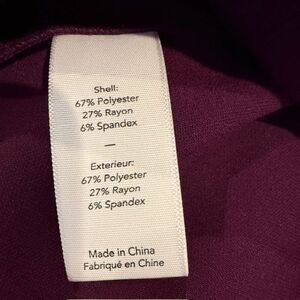 Shell:
67% Polyester
27% Rayon
6% Spandex
—
Exterieur:
67% Polyester
27% Rayon
6% Spandex
Made in China
Fabriqué en Chine